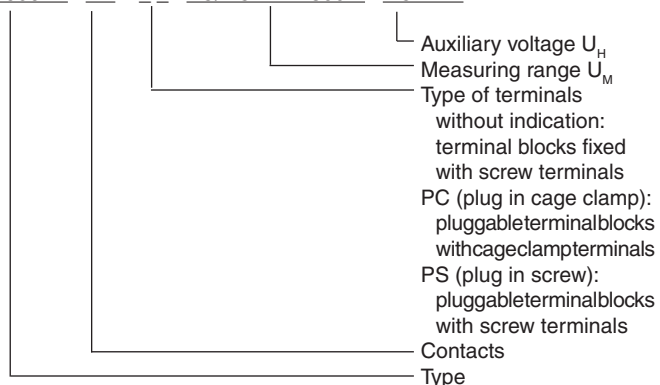 Auxiliary voltage U_H
Measuring range U_M
Type of terminals
without indication:
terminal blocks fixed
with screw terminals
PC (plug in cage clamp):
pluggableterminalblocks
withcageclampterminals
PS (plug in screw):
pluggableterminalblocks
with screw terminals
Contacts
Type